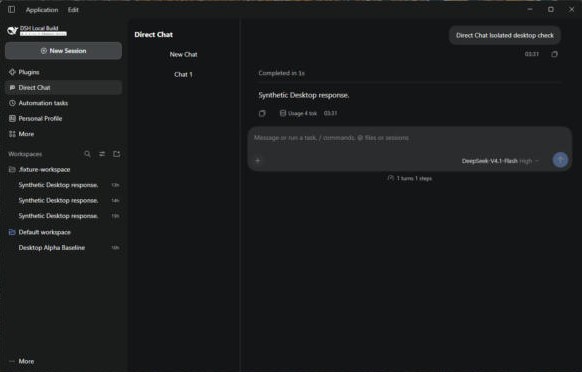 Application Edit
DSH Local Build
New Session
Plugins
Direct Chat
Automation tasks
Personal Profile
More
Workspaces
.fixture-workspace
Synthetic Desktop response. 13h
Synthetic Desktop response. 14h
Synthetic Desktop response.
Default workspace
Desktop Alpha Baseline
More
Direct Chat
New Chat
Chat 1
Direct Chat Isolated desktop check
03:31
Completed in 1s
Synthetic Desktop response.
Usage 4 tok 03:31
Message or run a task, / commands, @ files or sessions
DeepSeek-V4.1-Flash High
1 turns 1 steps